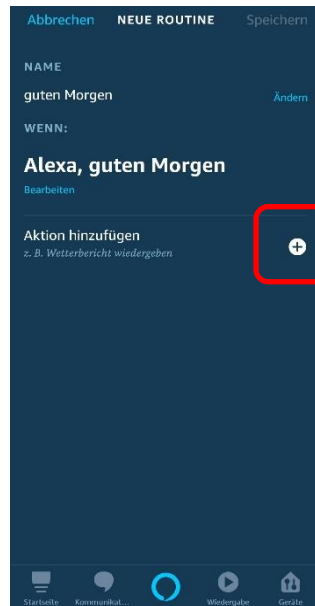 Abbrechen NEUE ROUTINE Speichern
NAME
guten Morgen Ändern
WENN:
Alexa, guten Morgen
Bearbeiten
Aktion hinzufügen
z. B. Wetterbericht wiedergeben
Startseite Kommunikat... Wiedergabe Geräte